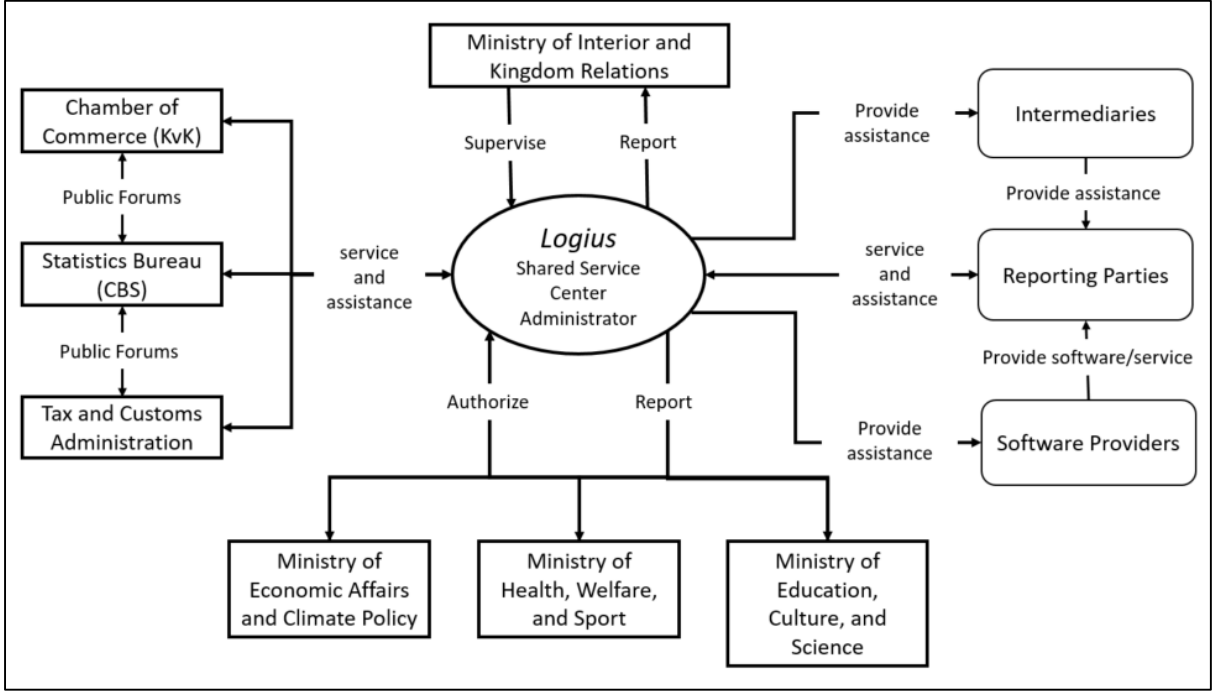 Ministry of Interior and
Kingdom Relations
Chamber of
Commerce (KvK)
Provide
assistance
Intermediaries
Supervise
Report
Public Forums
Provide assistance
Statistics Bureau
(CBS)
service
and
assistance
Logius
Shared Service
Center
Administrator
service
and
assistance
Reporting Parties
Public Forums
Provide software/service
Tax and Customs
Administration
Authorize
Report
Provide
assistance
Software Providers
Ministry of
Economic Affairs
and Climate Policy
Ministry of
Health, Welfare,
and Sport
Ministry of
Education,
Culture, and
Science